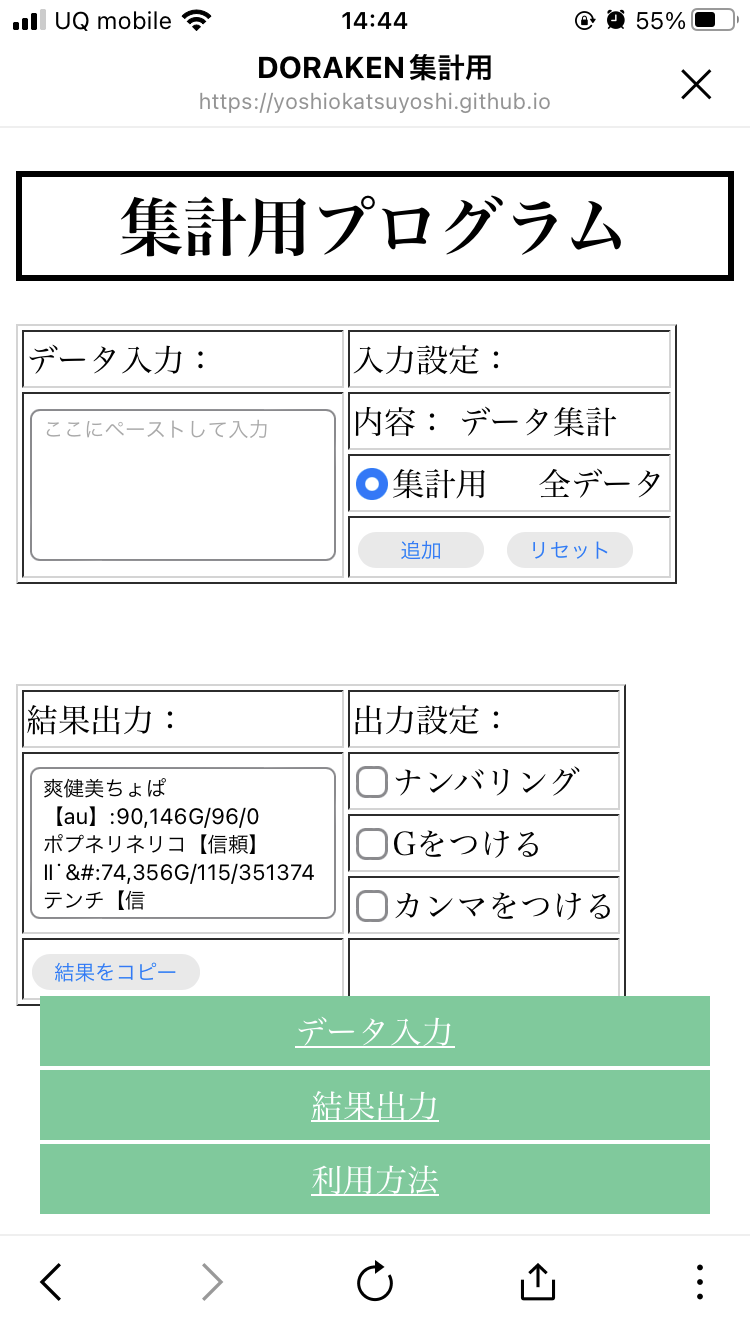 UQ mobile 14:44 55%
DORAKEN集計用
https://yoshiokatsuyoshi.github.io
集計用プログラム
データ入力：
入力設定：
ここにペーストして入力
内容： データ集計
集計用 全データ
追加 リセット
結果出力：
出力設定：
爽健美ちょぱ
【au】:90,146G/96/0
ポプネリネリコ【信頼】
II˙&#:74,356G/115/351374
テンチ【信
ナンバリング
Gをつける
カンマをつける
結果をコピー
データ入力
結果出力
利用方法